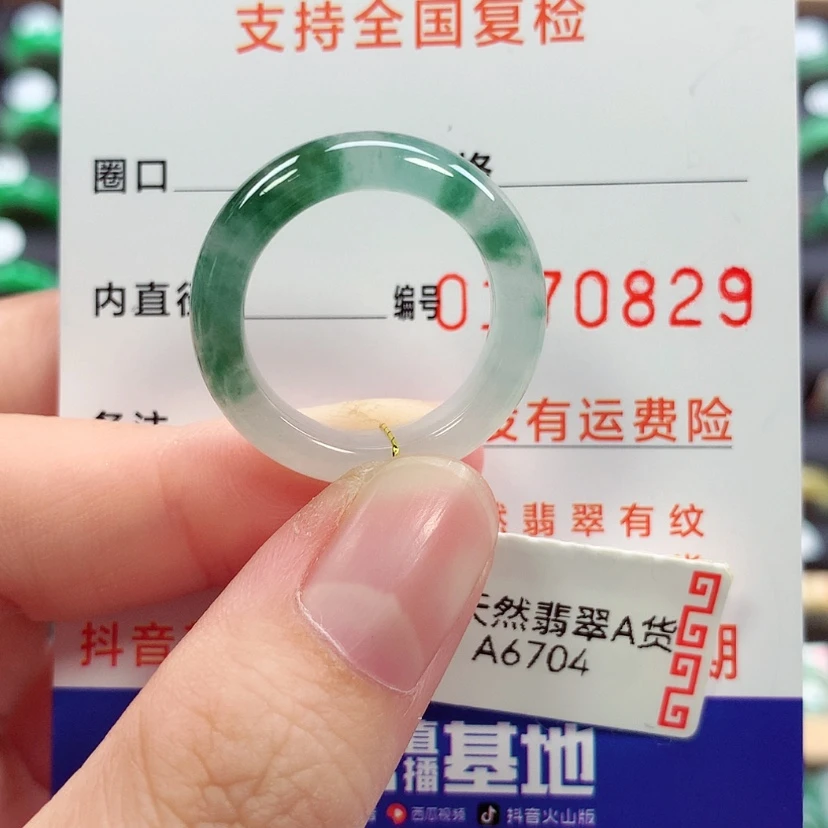 支持全国复检
圈口
内直 编号0 70829
有运费险
翡翠有纹
抖音
天然翡翠A货
A6704
播基地
西瓜视频 抖音火山版